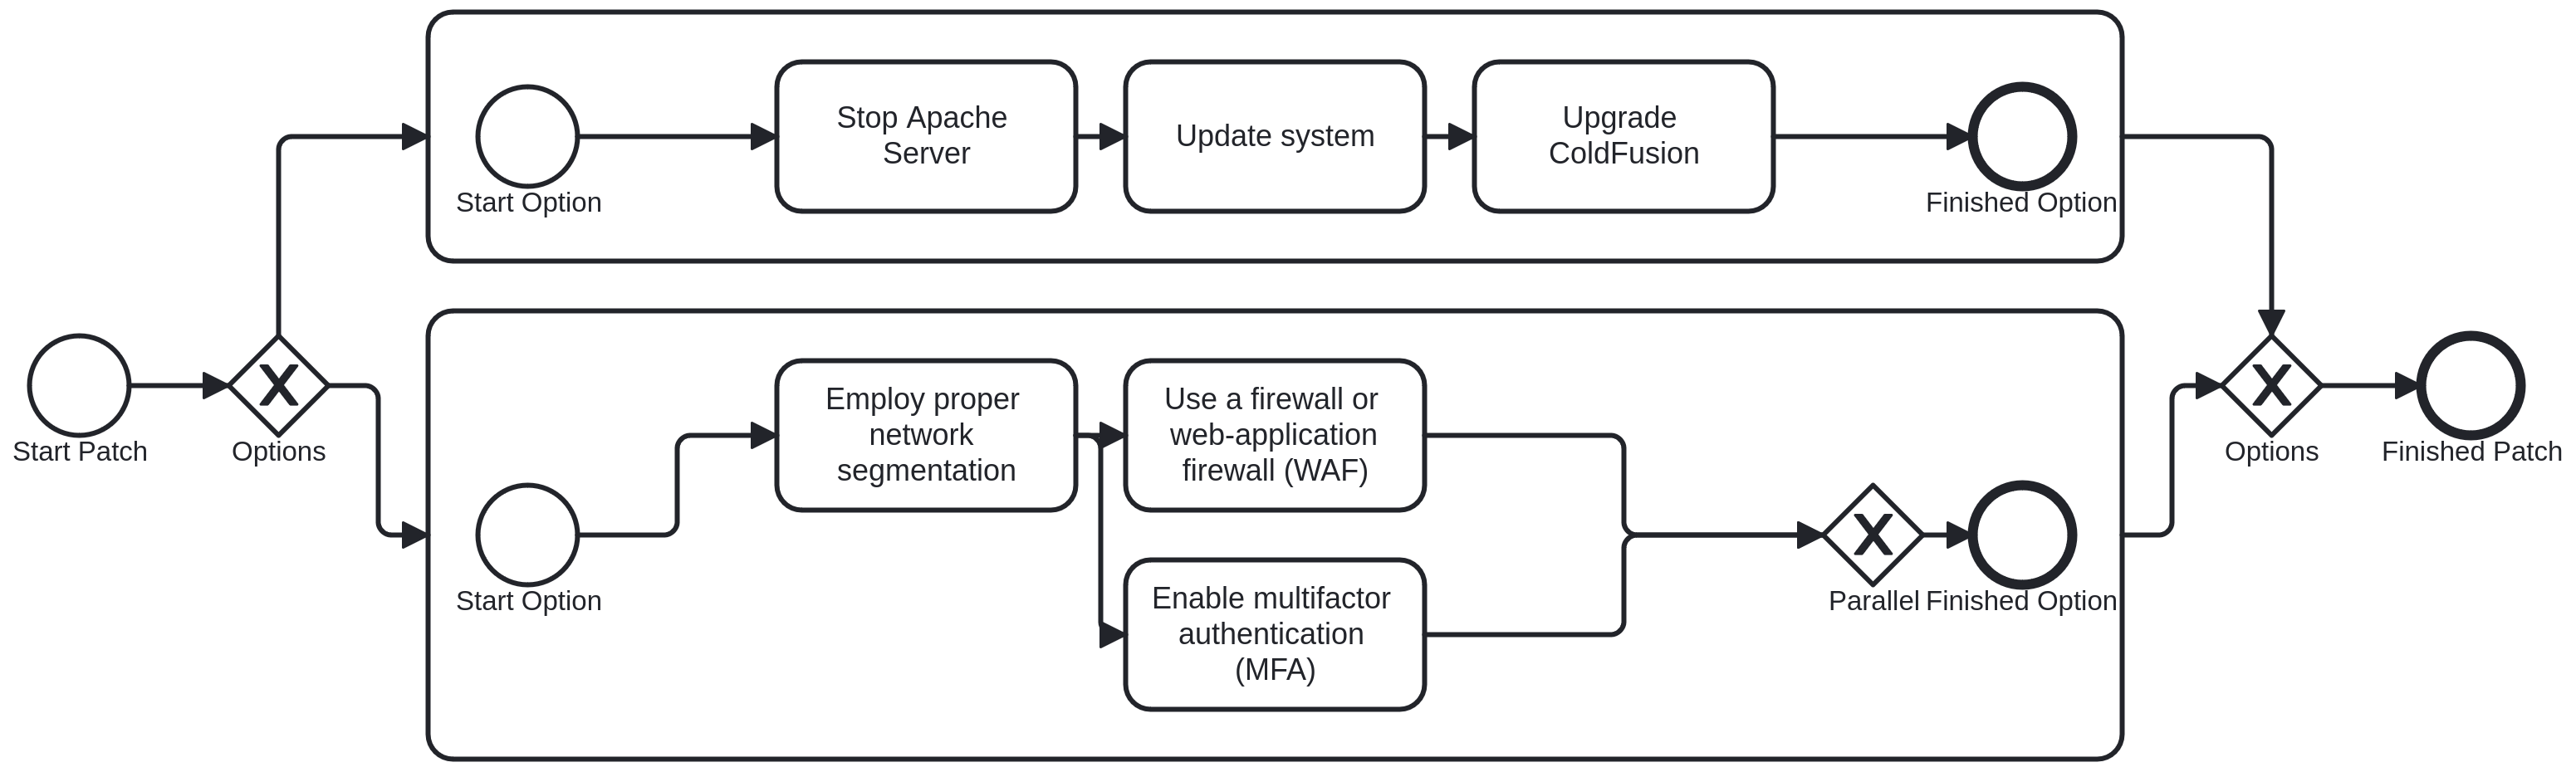 Stop Apache
Server
Update system
Upgrade
ColdFusion
Start Option
Finished Option
Start Patch
Options
Employ proper
network
segmentation
Use a firewall or
web-application
firewall (WAF)
Start Option
Enable multifactor
authentication
(MFA)
Parallel
Finished Option
Options
Finished Patch